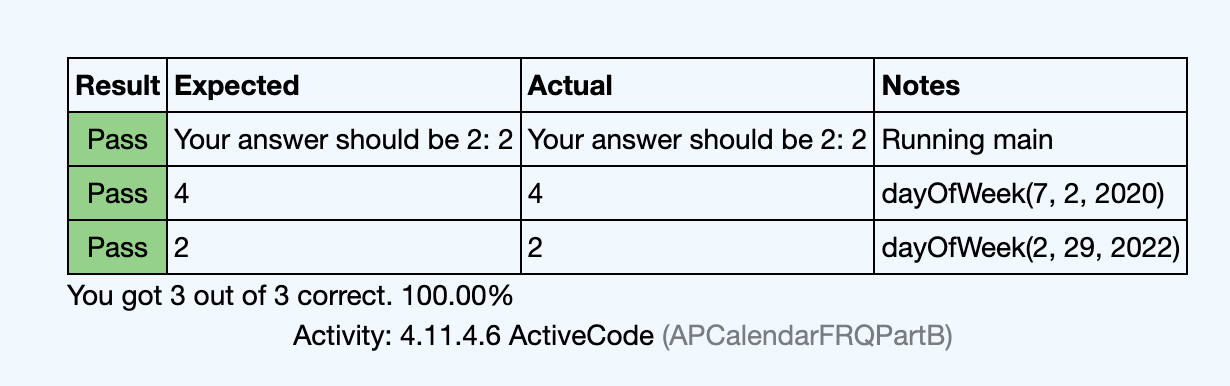 Result Expected Actual Notes
Pass Your answer should be 2: 2 Your answer should be 2: 2 Running main
Pass 4 4 dayOfWeek(7, 2, 2020)
Pass 2 2 dayOfWeek(2, 29, 2022)
You got 3 out of 3 correct. 100.00%
Activity: 4.11.4.6 ActiveCode (APCalendarFRQPartB)